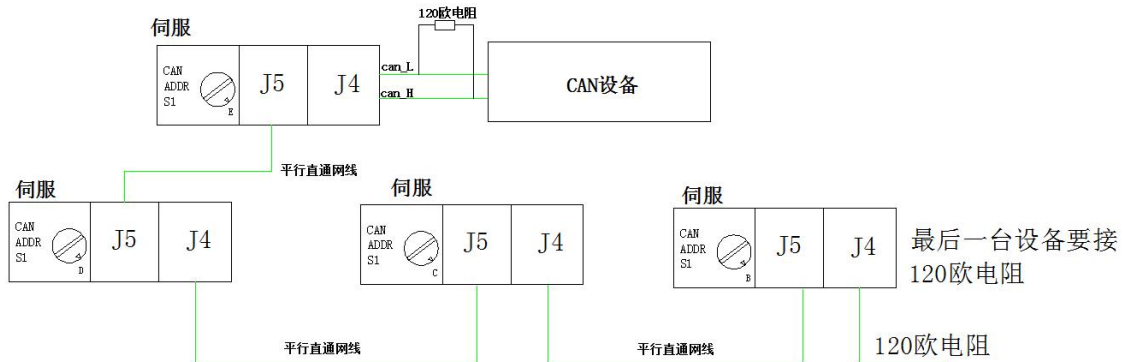 120欧电阻
伺服
CAN
ADDR
S1
E
J5
J4
can_L
can_H
CAN设备
平行直通网线
伺服
CAN
ADDR
S1
D
J5
J4
伺服
CAN
ADDR
S1
C
J5
J4
伺服
CAN
ADDR
S1
B
J5
J4
最后一台设备要接
120欧电阻
平行直通网线
平行直通网线
120欧电阻